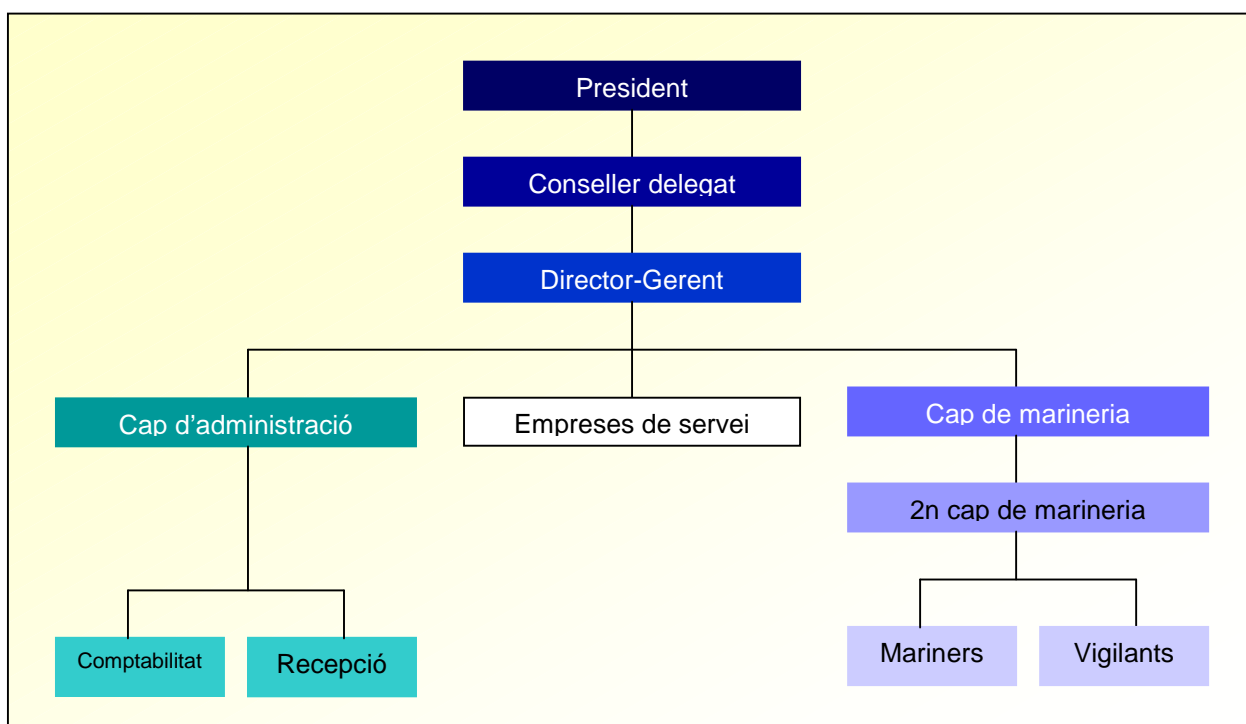 President
Conseller delegat
Director-Gerent
Cap d’administració
Empreses de servei
Cap de marineria
2n cap de marineria
Comptabilitat
Recepció
Mariners
Vigilants